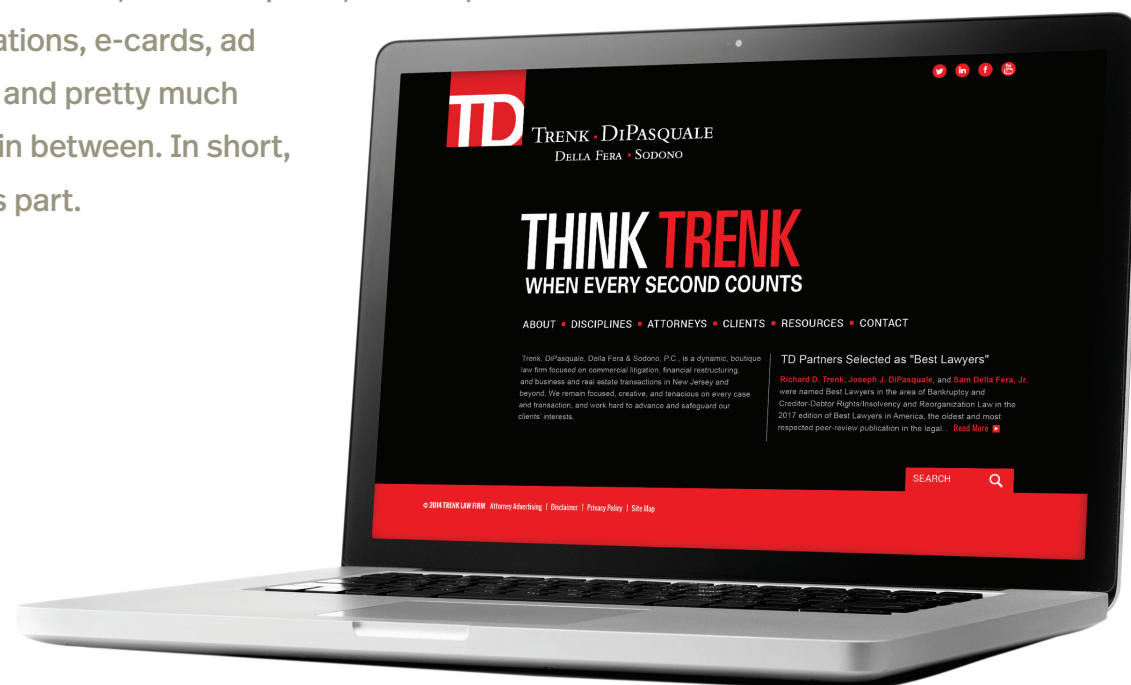 ations, e-cards, ad
and pretty much
in between. In short,
s part.
TD
TRENK · DIPASQUALE
DELLA FERA · SODONO
THINK TRENK
WHEN EVERY SECOND COUNTS
ABOUT ▪ DISCIPLINES ▪ ATTORNEYS ▪ CLIENTS ▪ RESOURCES ▪ CONTACT
Trenk, DiPasquale, Della Fera & Sodono, P.C., is a dynamic, boutique
law firm focused on commercial litigation, financial restructuring,
and business and real estate transactions in New Jersey and
beyond. We remain focused, creative, and tenacious on every case
and transaction, and work hard to advance and safeguard our
clients' interests.
TD Partners Selected as "Best Lawyers"
Richard D. Trenk, Joseph J. DiPasquale, and Sam Della Fera, Jr.
were named Best Lawyers in the area of Bankruptcy and
Creditor-Debtor Rights/Insolvency and Reorganization Law in the
2017 edition of Best Lawyers in America, the oldest and most
respected peer-review publication in the legal... Read More
SEARCH
© 2014 TRENK LAW FIRM Attorney Advertising | Disclaimer | Privacy Policy | Site Map